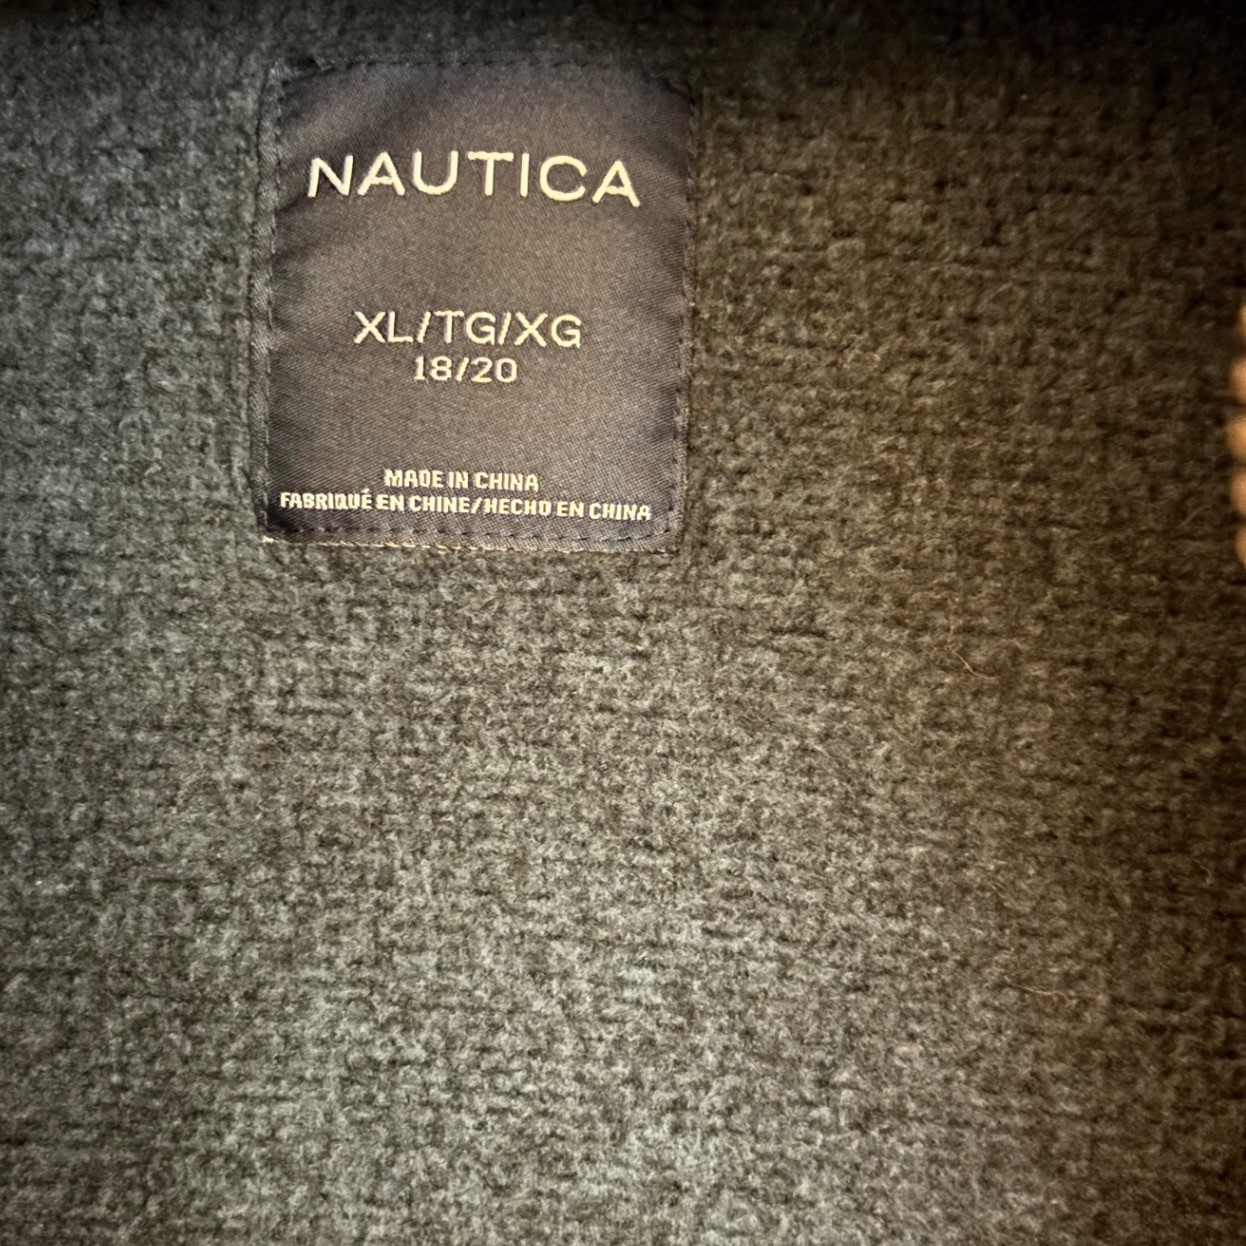 NAUTICA
XL/TG/XG
18/20
MADE IN CHINA
FABRIQUÉ EN CHINE/HECHO EN CHINA